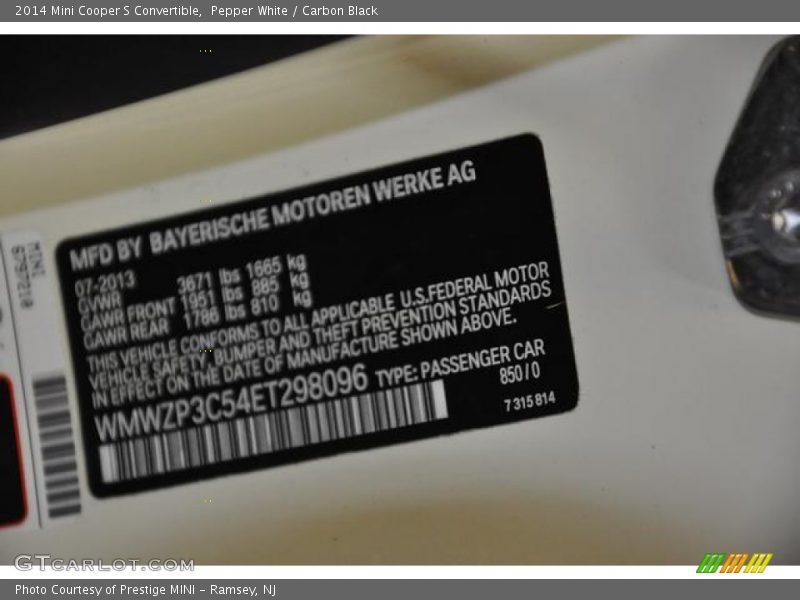 2014 Mini Cooper S Convertible,  Pepper White / Carbon Black
MFD BY BAYERISCHE MOTOREN WERKE AG
07-2013
GVWR 3671 lbs 1665 kg
GAWR FRONT 1951 lbs 885 kg
GAWR REAR 1786 lbs 810 kg
THIS VEHICLE CONFORMS TO ALL APPLICABLE U.S.FEDERAL MOTOR
VEHICLE SAFETY, BUMPER AND THEFT PREVENTION STANDARDS
IN EFFECT ON THE DATE OF MANUFACTURE SHOWN ABOVE.
WMWZP3C54ET298096 TYPE: PASSENGER CAR
850/0
7 315 814
MINI
GTCARLOT.COM
Photo Courtesy of Prestige MINI - Ramsey, NJ